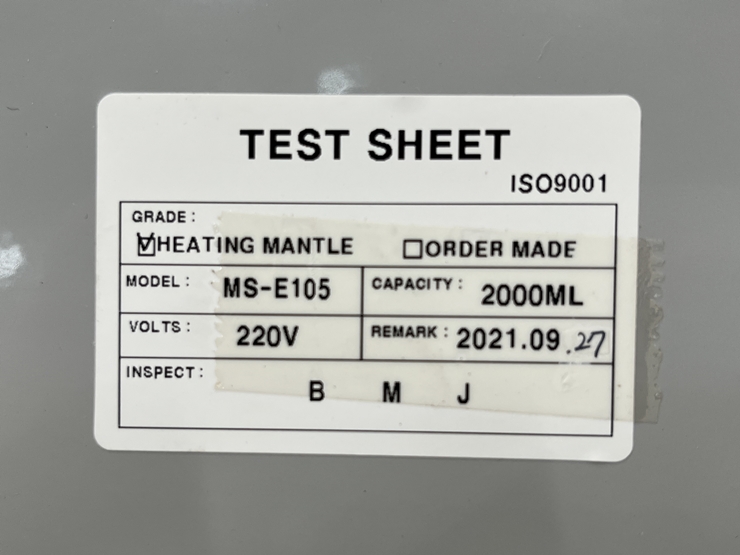 TEST SHEET
ISO9001
GRADE:
☑HEATING MANTLE ☐ORDER MADE
MODEL: MS-E105 CAPACITY: 2000ML
VOLTS: 220V REMARK: 2021.09.27
INSPECT: B M J